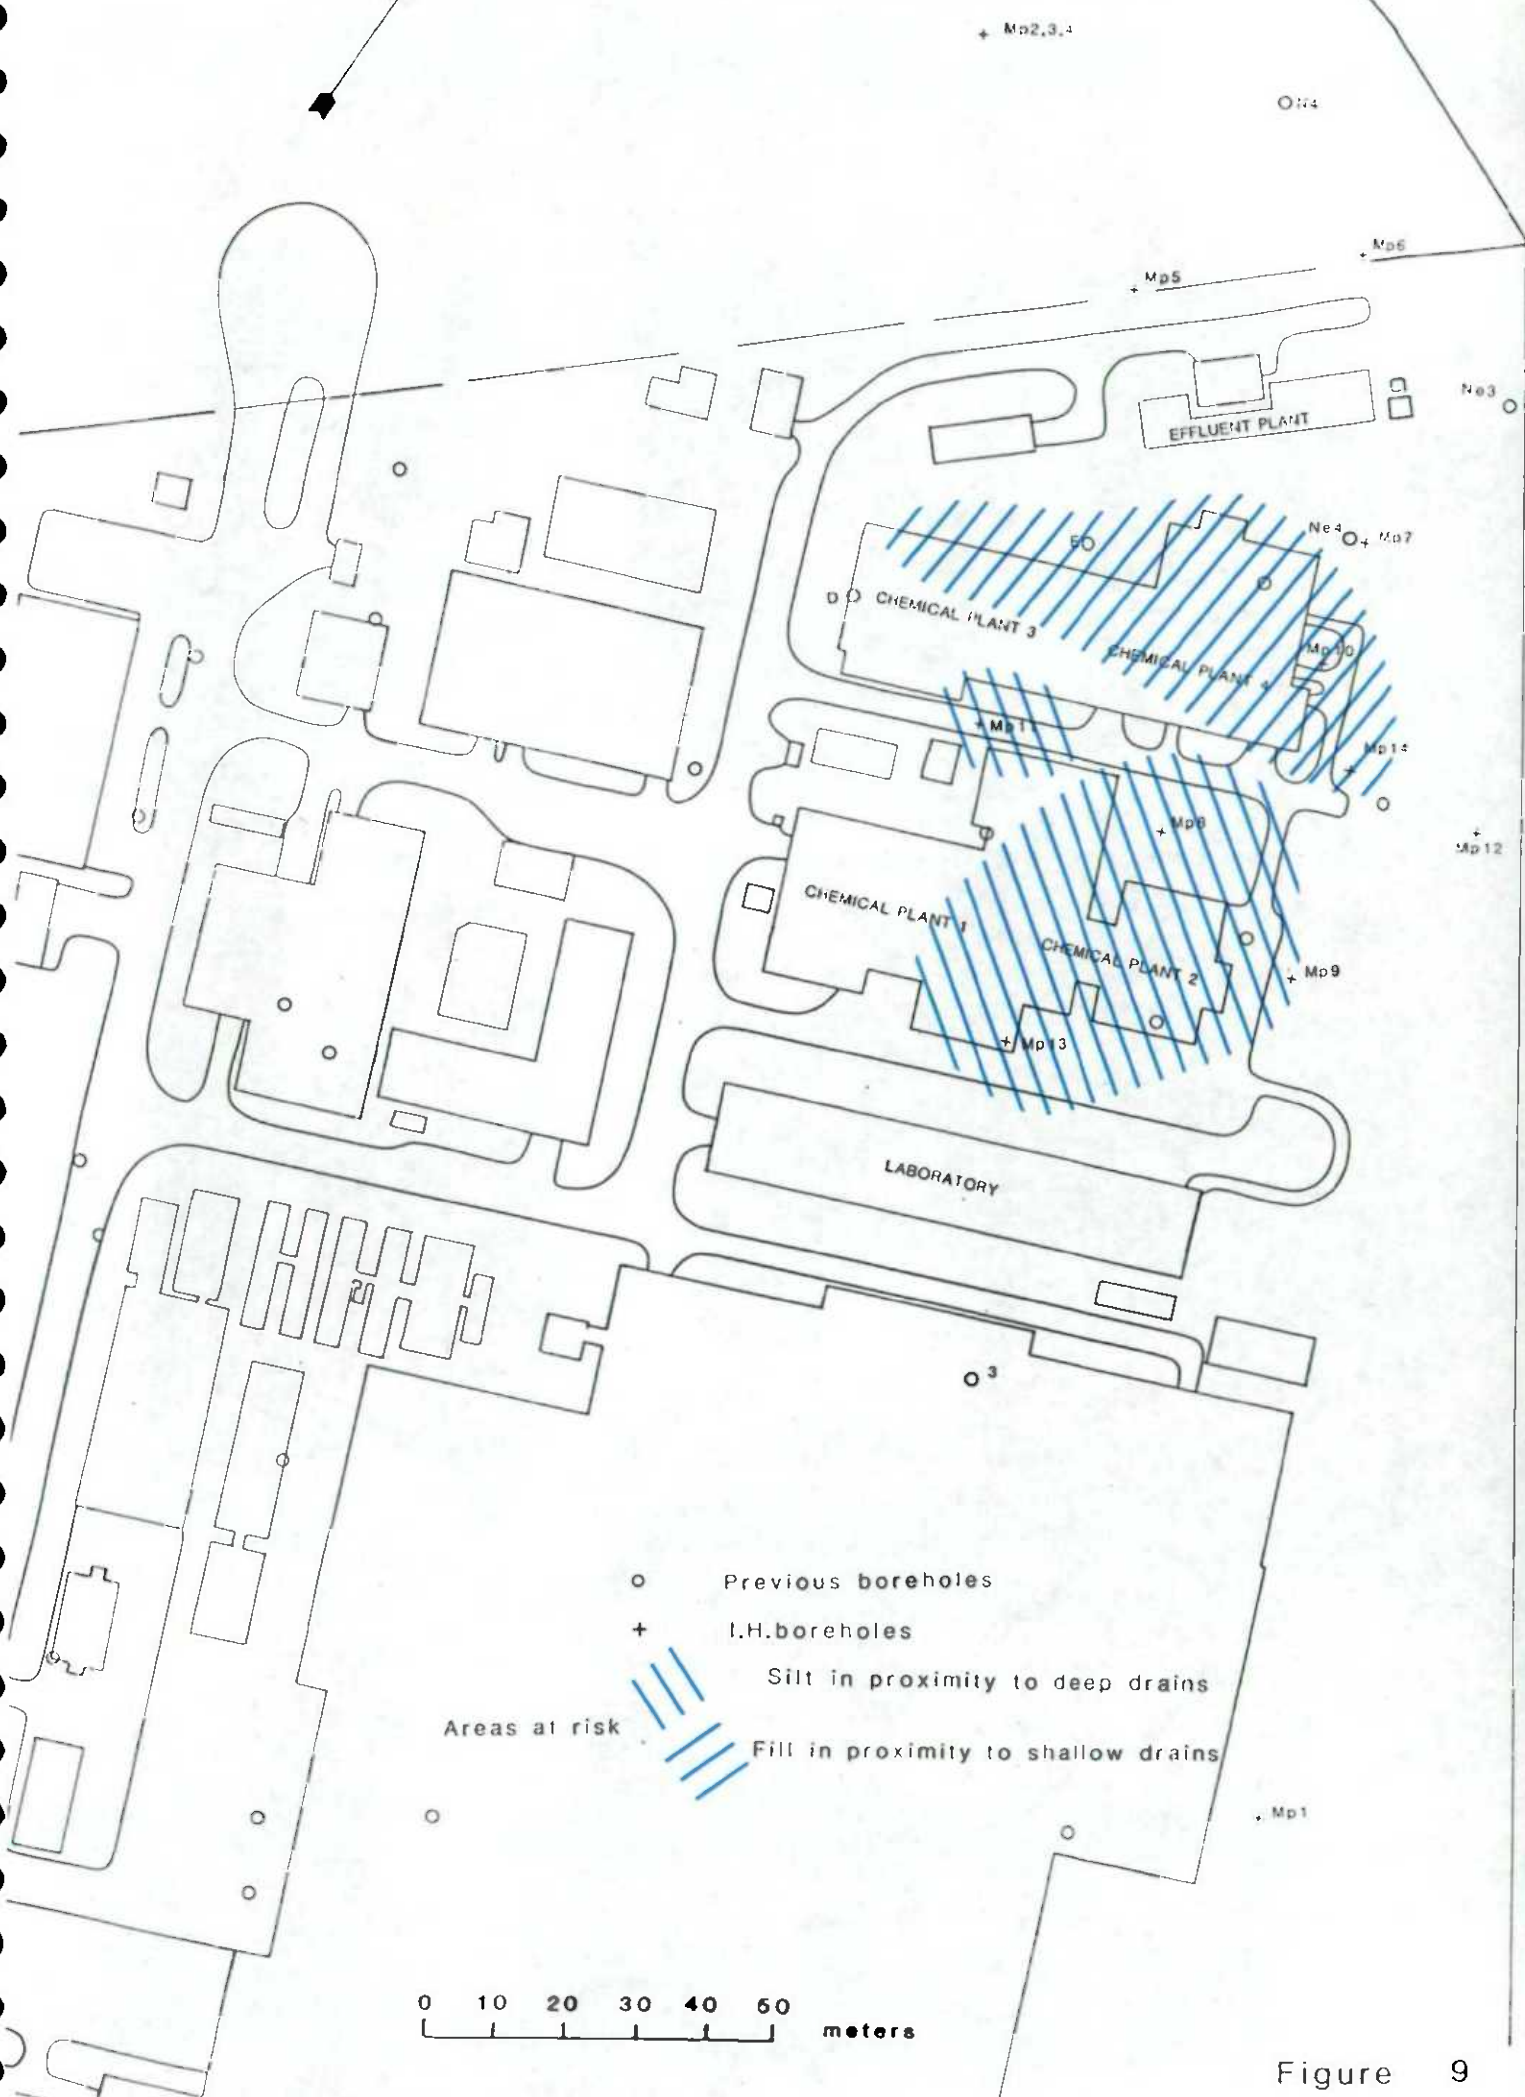 Mp2,3,4
N4
Mp6
Mp5
Ne3
EFFLUENT PLANT
Ne4
Mp7
EO
D
CHEMICAL PLANT 3
CHEMICAL PLANT 4
Mp10
Mp11
Mp14
Mp8
Mp12
CHEMICAL PLANT 1
CHEMICAL PLANT 2
Mp9
Mp13
LABORATORY
3
Previous boreholes
I.H.boreholes
Silt in proximity to deep drains
Areas at risk
Fill in proximity to shallow drains
Mp1
0 10 20 30 40 50
meters
Figure 9